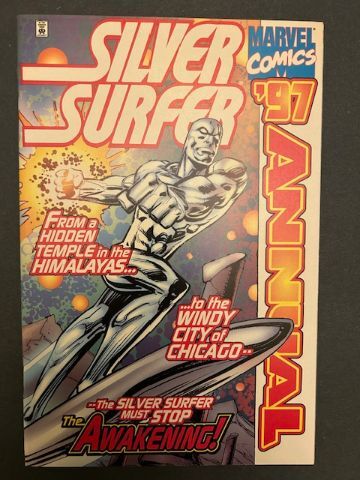 SILVER
SURFER
MARVEL
COMICS
'97 ANNUAL
FROM A
HIDDEN
TEMPLE in the
HIMALAYAS...
...to the
WINDY
CITY of
CHICAGO--
--The SILVER SURFER
MUST STOP
The AWAKENING!